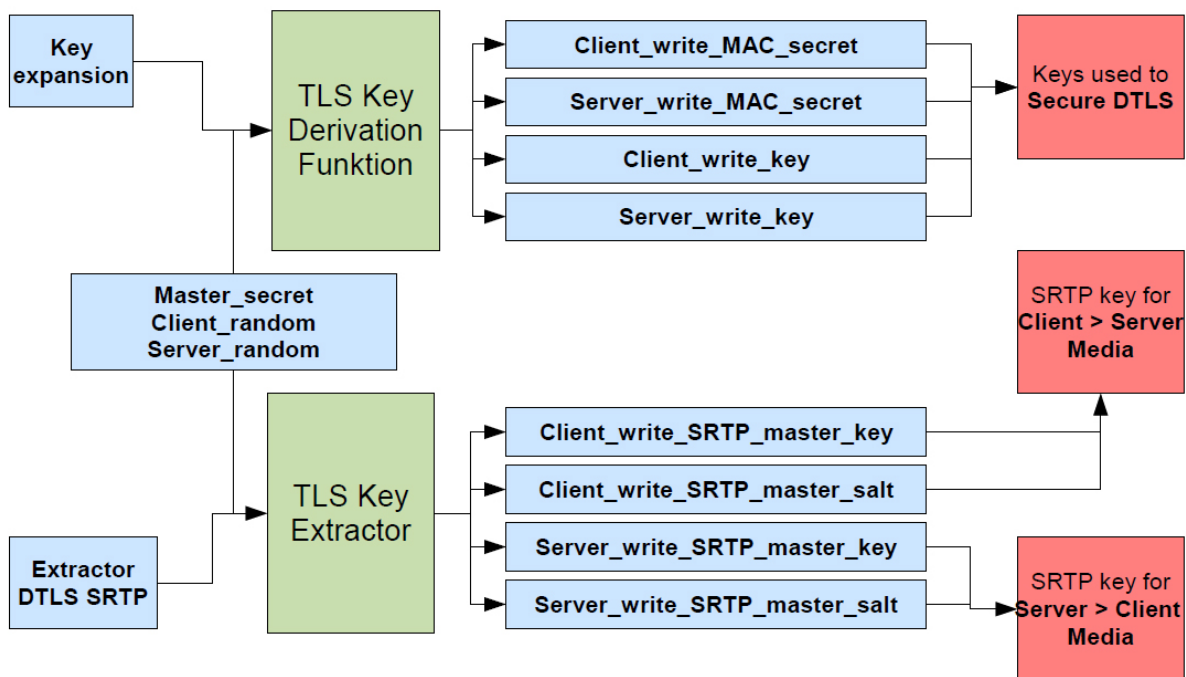 Key
expansion
TLS Key
Derivation
Funktion
Client_write_MAC_secret
Server_write_MAC_secret
Client_write_key
Server_write_key
Keys used to
Secure DTLS
Master_secret
Client_random
Server_random
SRTP key for
Client > Server
Media
Extractor
DTLS SRTP
TLS Key
Extractor
Client_write_SRTP_master_key
Client_write_SRTP_master_salt
Server_write_SRTP_master_key
Server_write_SRTP_master_salt
SRTP key for
Server > Client
Media